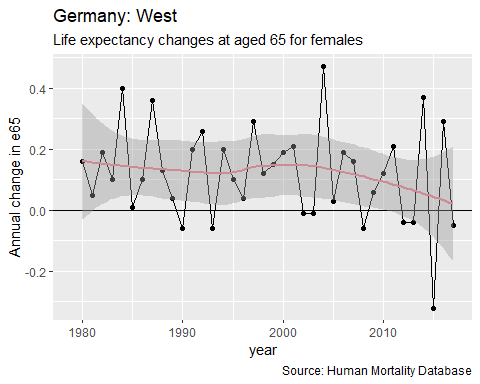 Germany: West
Life expectancy changes at aged 65 for females
Annual change in e65
0.4
0.2
0.0
-0.2
1980 1990 2000 2010
year
Source: Human Mortality Database